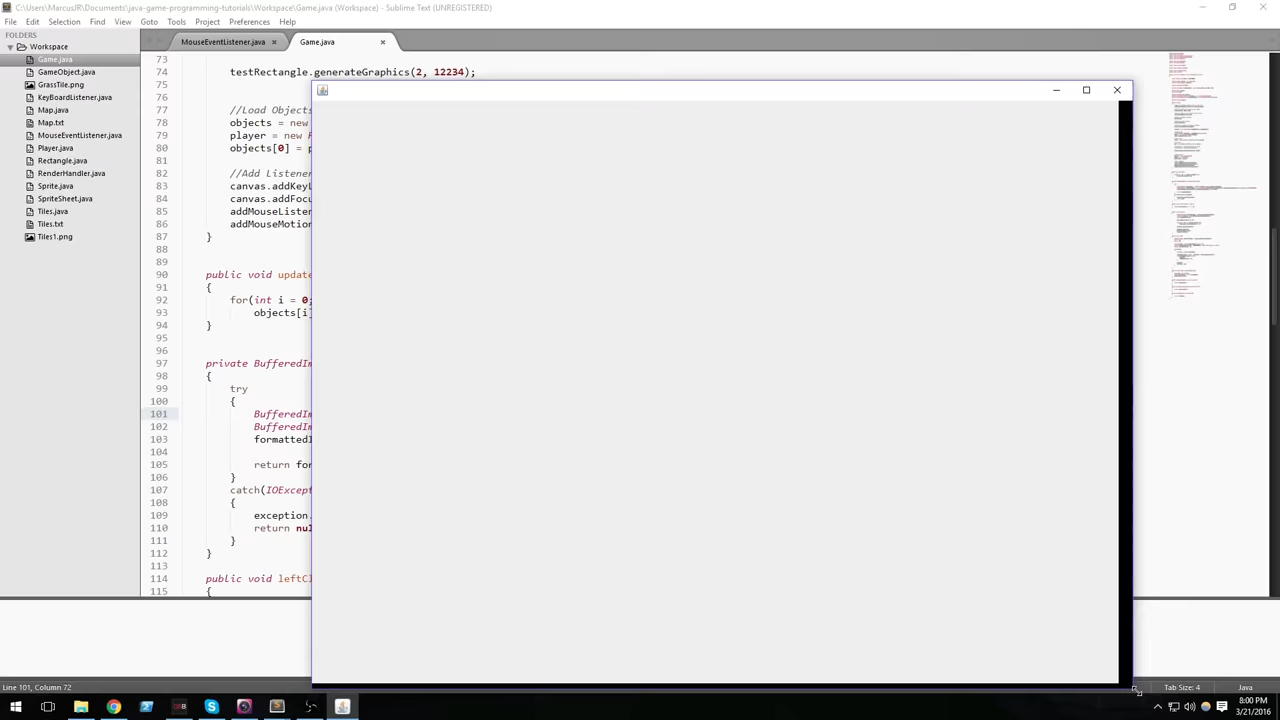 C:\Users\MarcusJR\Documents\java-game-programming-tutorials\Workspace\Game.java (Workspace) - Sublime Text (UNREGISTERED)
File Edit Selection Find View Goto Tools Project Preferences Help
FOLDERS
Workspace
Game.java
GameObject.java
GrassTile.png
KeyBoardListener.java
Map.java
Map.txt
MouseEventListener.java
Player.java
Rectangle.java
RenderHandler.java
Sprite.java
SpriteSheet.java
Tiles.java
Tiles.txt
Tiles1.png
MouseEventListener.java × Game.java ×
73
74 testRectangle.generateGraphics(2, 12234
75
76
77 //Load Objec
78 objects = new
79 player = new
80 objects[0]
81
82 //Add Listene
83 canvas.addKey
84 canvas.addFoc
85 addMouseListe
86 addMouseMo
87 }
88
89
90 public void updat
91 {
92 for(int i = 0
93 objects[i
94 }
95
96
97 private BufferedIm
98 {
99 try
100 {
101 BufferedIm
102 BufferedIm
103 formattedI
104
105 return for
106 }
107 catch(IOExcept
108 {
109 exception.
110 return nul
111 }
112 }
113
114 public void leftCl
115 {
Line 101, Column 72
Tab Size: 4
Java
8:00 PM
3/21/2016